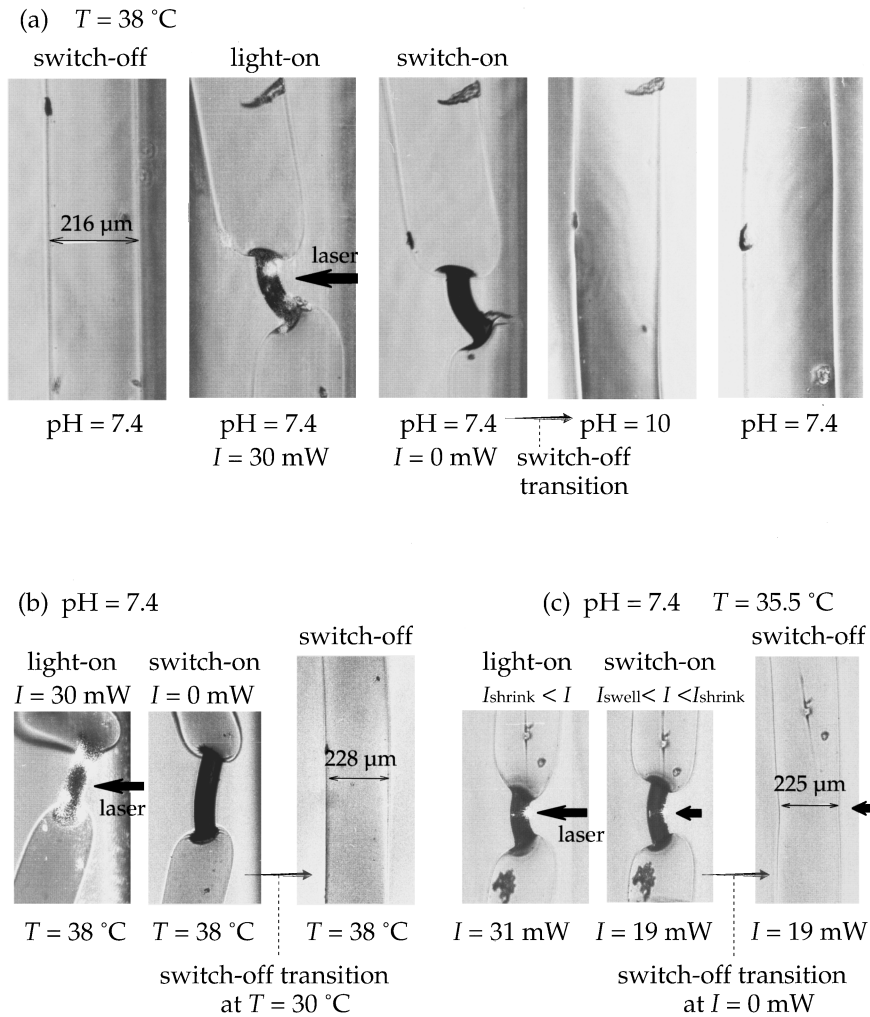 (a) T = 38 ˚C
switch-off light-on switch-on
216 µm
laser
pH = 7.4 pH = 7.4 pH = 7.4 pH = 10 pH = 7.4
I = 30 mW I = 0 mW switch-off
transition
(b) pH = 7.4
light-on switch-on switch-off
I = 30 mW I = 0 mW
228 µm
laser
T = 38 ˚C T = 38 ˚C T = 38 ˚C
switch-off transition
at T = 30 ˚C
(c) pH = 7.4 T = 35.5 ˚C
light-on switch-on switch-off
Ishrink < I Iswell< I <Ishrink
225 µm
laser
I = 31 mW I = 19 mW I = 19 mW
switch-off transition
at I = 0 mW